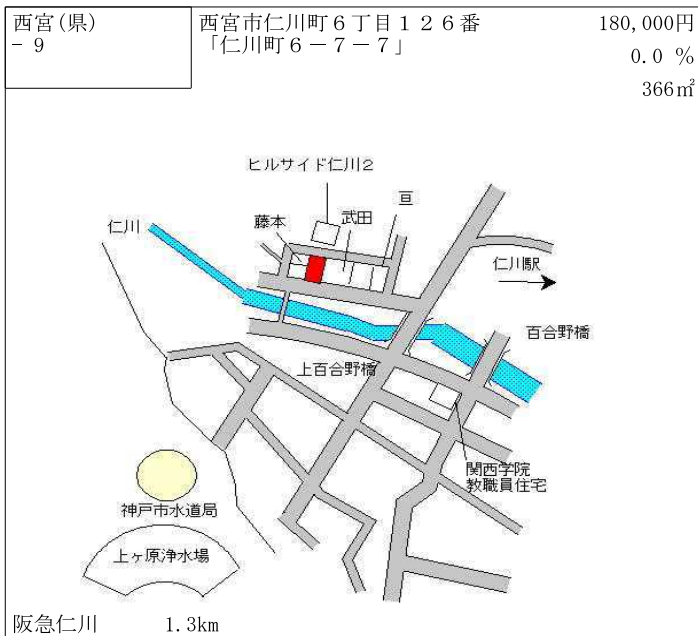 西宮(県)
－9
西宮市仁川町６丁目１２６番
「仁川町６－７－７」
180,000円
0.0 %
366㎡
ヒルサイド仁川2
亘
武田
藤本
仁川
仁川駅
百合野橋
上百合野橋
関西学院
教職員住宅
神戸市水道局
上ヶ原浄水場
阪急仁川 1.3km